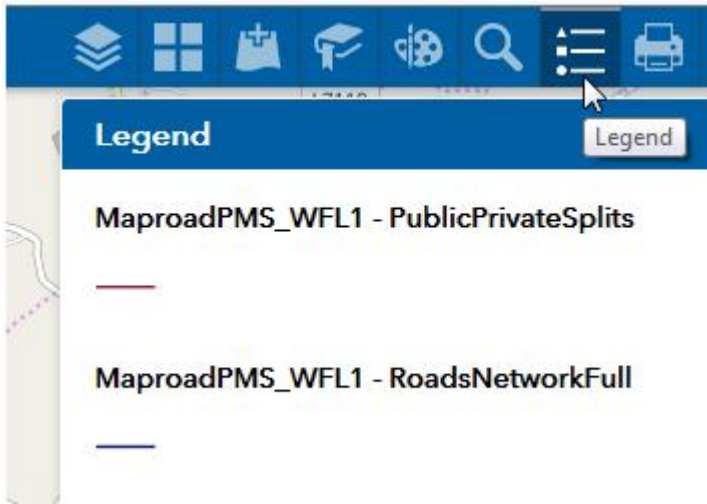 Legend
Legend
MaproadPMS_WFL1 - PublicPrivateSplits
MaproadPMS_WFL1 - RoadsNetworkFull